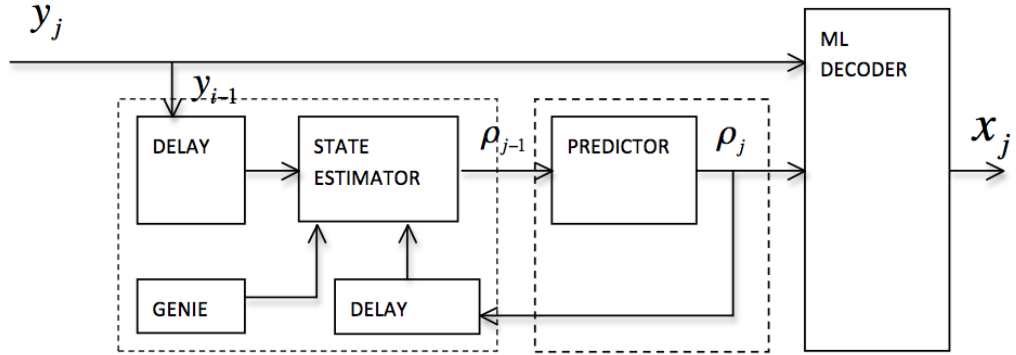 y_j
ML
DECODER
y_{i-1}
DELAY
STATE
ESTIMATOR
ρ_{j-1}
PREDICTOR
ρ_j
x_j
GENIE
DELAY